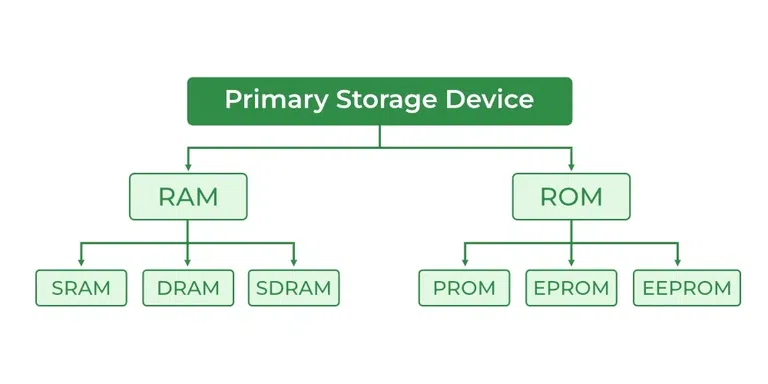 Primary Storage Device
RAM
ROM
SRAM
DRAM
SDRAM
PROM
EPROM
EEPROM